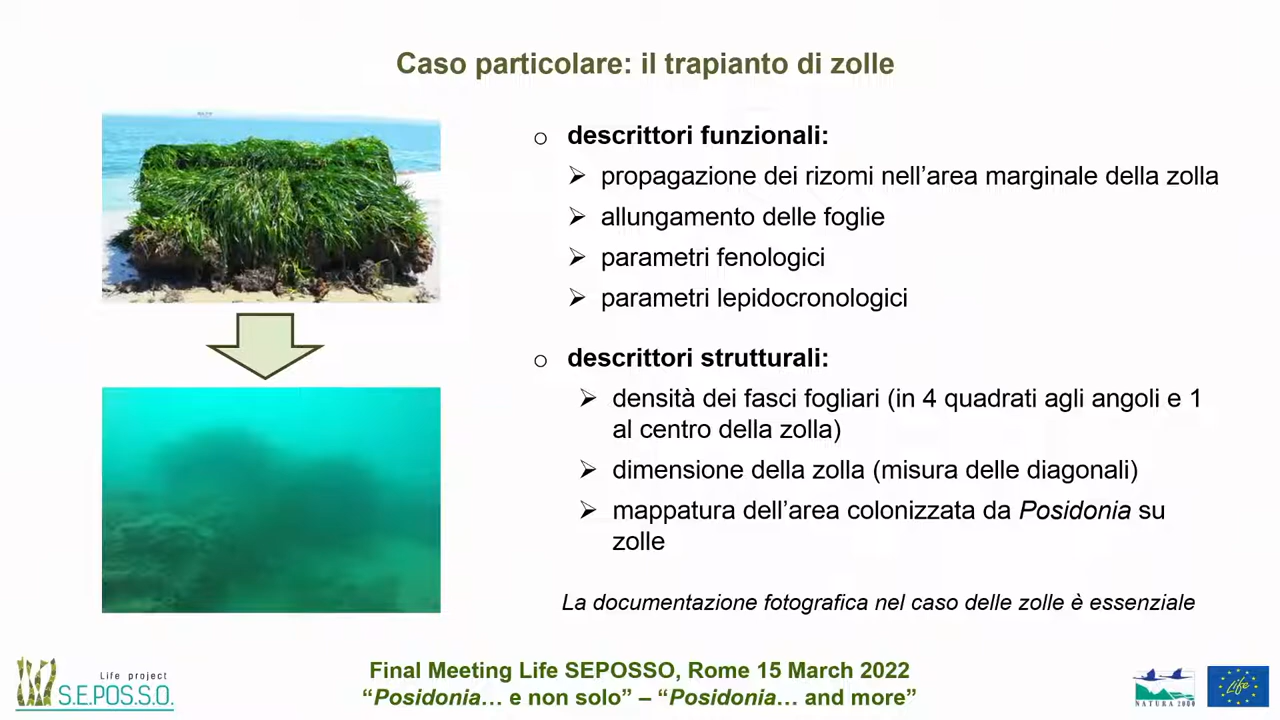 Caso particolare: il trapianto di zolle
o descrittori funzionali:
➢ propagazione dei rizomi nell’area marginale della zolla
➢ allungamento delle foglie
➢ parametri fenologici
➢ parametri lepidocronologici
o descrittori strutturali:
➢ densità dei fasci fogliari (in 4 quadrati agli angoli e 1
al centro della zolla)
➢ dimensione della zolla (misura delle diagonali)
➢ mappatura dell’area colonizzata da Posidonia su
zolle
La documentazione fotografica nel caso delle zolle è essenziale
Life project
S.E.POS.S.O.
Final Meeting Life SEPOSSO, Rome 15 March 2022
“Posidonia… e non solo” – “Posidonia… and more”
NATURA 2000
Life